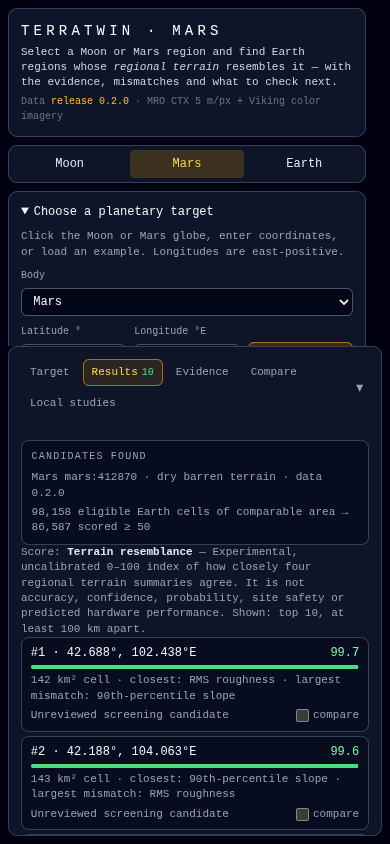 TERRATWIN · MARS
Select a Moon or Mars region and find Earth
regions whose regional terrain resembles it — with
the evidence, mismatches and what to check next.
Data release 0.2.0 · MRO CTX 5 m/px + Viking color
imagery
Moon Mars Earth
▼ Choose a planetary target
Click the Moon or Mars globe, enter coordinates,
or load an example. Longitudes are east-positive.
Body
Mars
Latitude ° Longitude °E
Target Results 10 Evidence Compare
▼
Local studies
CANDIDATES FOUND
Mars mars:412870 · dry barren terrain · data
0.2.0
98,158 eligible Earth cells of comparable area →
86,587 scored ≥ 50
Score: Terrain resemblance — Experimental,
uncalibrated 0–100 index of how closely four
regional terrain summaries agree. It is not
accuracy, confidence, probability, site safety or
predicted hardware performance. Shown: top 10, at
least 100 km apart.
#1 · 42.688°, 102.438°E 99.7
142 km² cell · closest: RMS roughness · largest
mismatch: 90th-percentile slope
Unreviewed screening candidate compare
#2 · 42.188°, 104.063°E 99.6
143 km² cell · closest: 90th-percentile slope ·
largest mismatch: RMS roughness
Unreviewed screening candidate compare